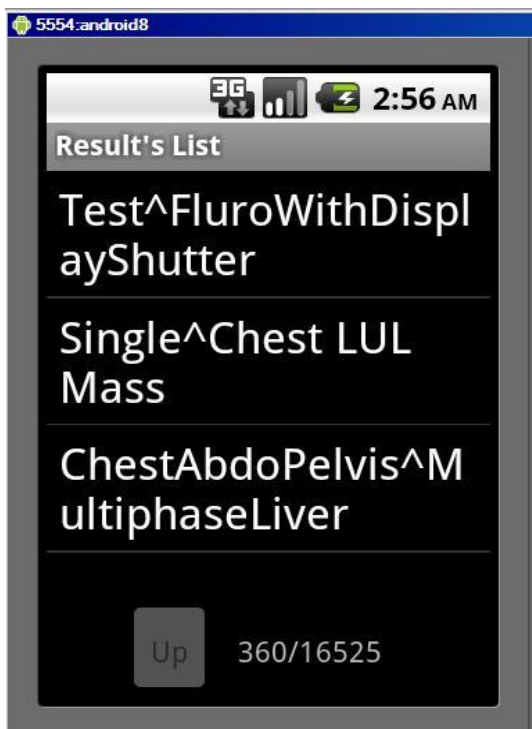 5554:android8
3G
2:56 AM
Result's List
Test^FluroWithDispl
ayShutter
Single^Chest LUL
Mass
ChestAbdoPelvis^M
ultiphaseLiver
Up 360/16525